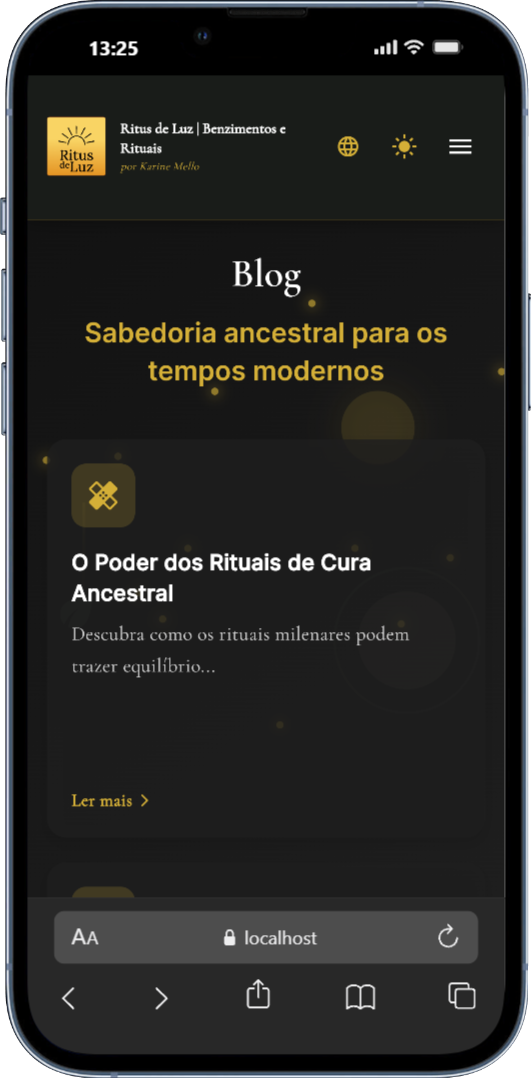 13:25
Ritus
de Luz
Ritus de Luz | Benzimentos e
Rituais
por Karine Mello
Blog
Sabedoria ancestral para os
tempos modernos
O Poder dos Rituais de Cura
Ancestral
Descubra como os rituais milenares podem
trazer equilíbrio...
Ler mais
AA
localhost